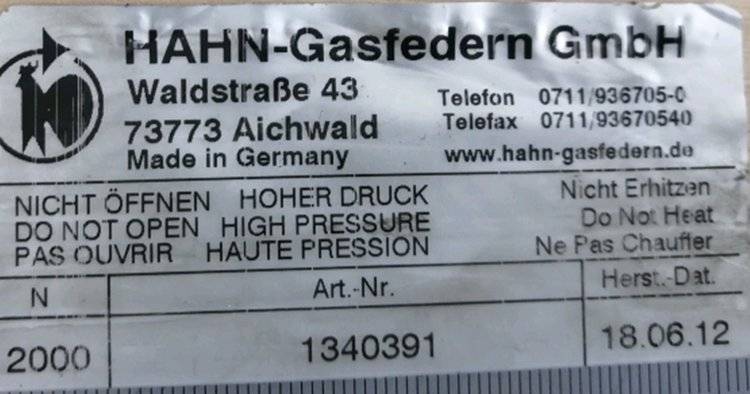 HAHN-Gasfedern GmbH
Waldstraße 43
73773 Aichwald
Made in Germany
Telefon 0711/936705-0
Telefax 0711/93670540
www.hahn-gasfedern.de
NICHT ÖFFNEN HOHER DRUCK
DO NOT OPEN HIGH PRESSURE
PAS OUVRIR HAUTE PRESSION
Nicht Erhitzen
Do Not Heat
Ne Pas Chauffer
N Art.-Nr. Herst.-Dat.
2000 1340391 18.06.12